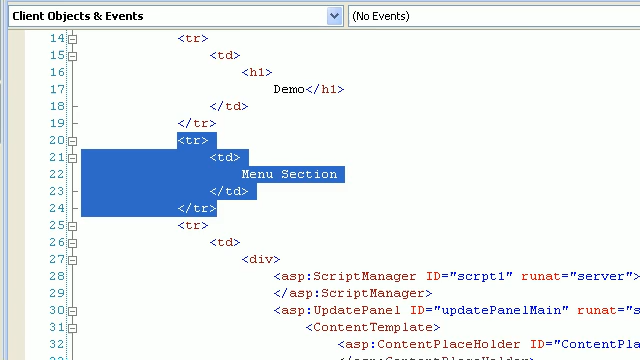 Client Objects & Events
(No Events)
14 <tr>
15 <td>
16 <h1>
17 Demo</h1>
18 </td>
19 </tr>
20 <tr>
21 <td>
22 Menu Section
23 </td>
24 </tr>
25 <tr>
26 <td>
27 <div>
28 <asp:ScriptManager ID="scrpt1" runat="server">
29 </asp:ScriptManager>
30 <asp:UpdatePanel ID="updatePanelMain" runat="s
31 <ContentTemplate>
32 <asp:ContentPlaceHolder ID="ContentPla
33 </asp:ContentPlaceHolder>